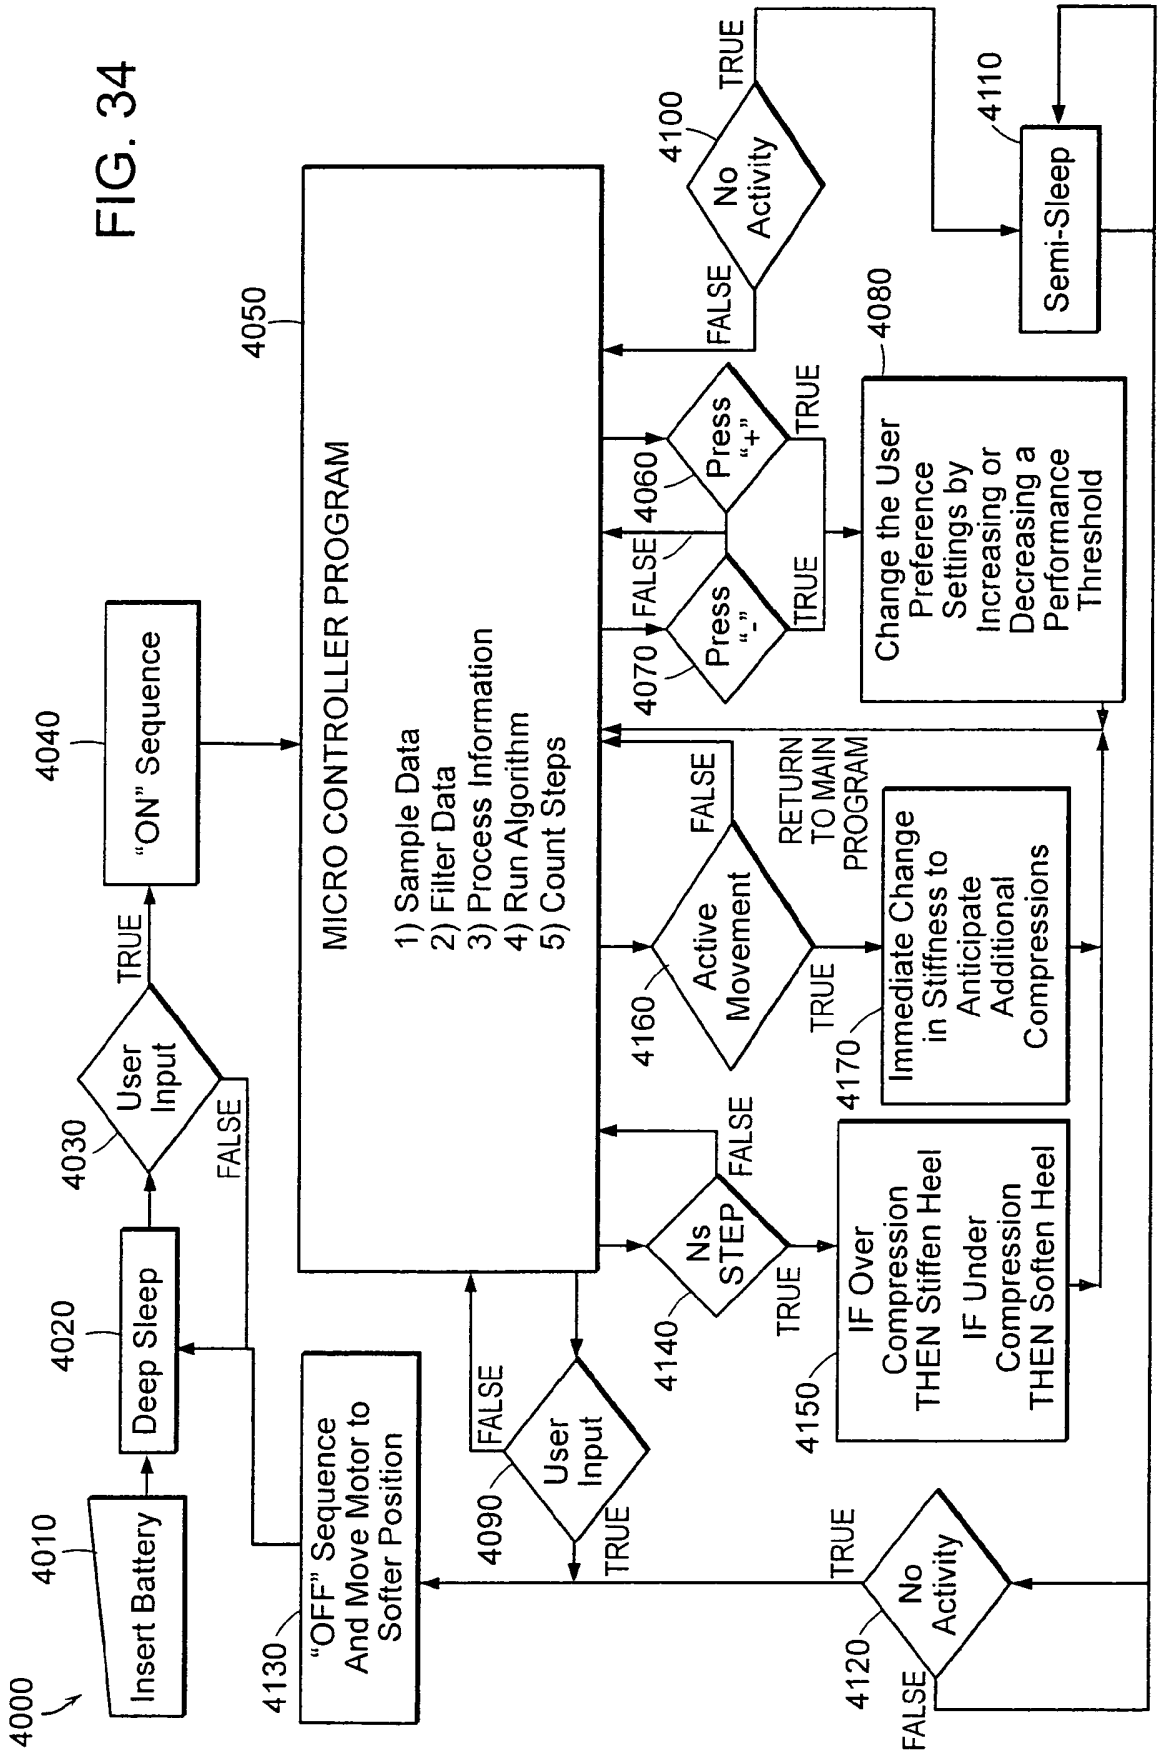 FIG. 34
4000
4010
Insert Battery
4020
Deep Sleep
4030
User
Input
TRUE
FALSE
4040
“ON” Sequence
4130
“OFF” Sequence
And Move Motor to
Softer Position
4050
MICRO CONTROLLER PROGRAM
1) Sample Data
2) Filter Data
3) Process Information
4) Run Algorithm
5) Count Steps
4090
User
Input
FALSE
TRUE
4140
Ns
STEP
FALSE
TRUE
4150
IF Over
Compression
THEN Stiffen Heel
IF Under
Compression
THEN Soften Heel
4160
Active
Movement
FALSE
TRUE
4170
Immediate Change
in Stiffness to
Anticipate
Additional
Compressions
RETURN
TO MAIN
PROGRAM
4070
Press
“-”
FALSE
TRUE
4060
Press
“+”
TRUE
4080
Change the User
Preference
Settings by
Increasing or
Decreasing a
Performance
Threshold
4100
No
Activity
FALSE
TRUE
4110
Semi-Sleep
4120
No
Activity
TRUE
FALSE